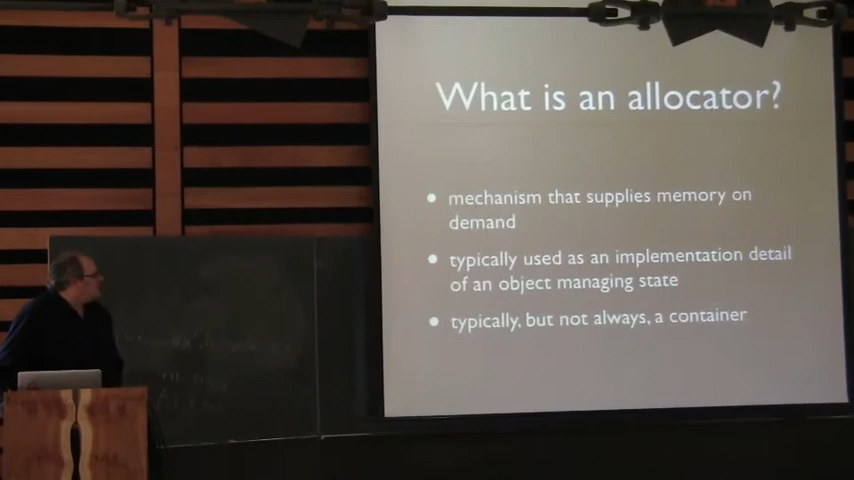 What is an allocator?
• mechanism that supplies memory on
demand
• typically used as an implementation detail
of an object managing state
• typically, but not always, a container